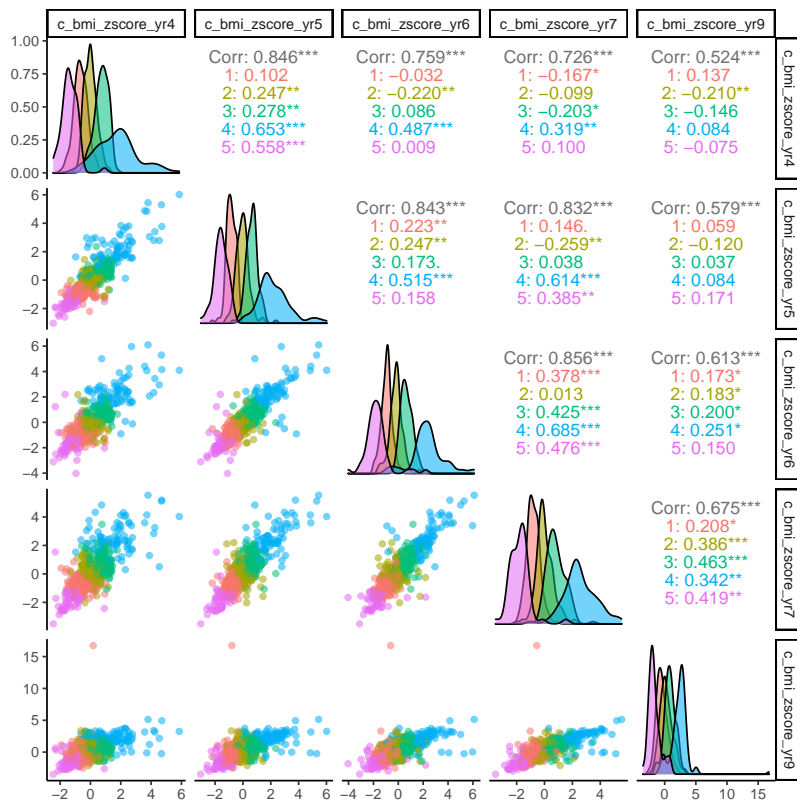 c_bmi_zscore_yr4
c_bmi_zscore_yr5
c_bmi_zscore_yr6
c_bmi_zscore_yr7
c_bmi_zscore_yr9
1.00
0.75
0.50
0.25
0.00
Corr: 0.846***
1: 0.102
2: 0.247**
3: 0.278**
4: 0.653***
5: 0.558***
Corr: 0.759***
1: −0.032
2: −0.220**
3: 0.086
4: 0.487***
5: 0.009
Corr: 0.726***
1: −0.167*
2: −0.099
3: −0.203*
4: 0.319**
5: 0.100
Corr: 0.524***
1: 0.137
2: −0.210**
3: −0.146
4: 0.084
5: −0.075
c_bmi_zscore_yr4
6
4
2
0
−2
Corr: 0.843***
1: 0.223**
2: 0.247**
3: 0.173.
4: 0.515***
5: 0.158
Corr: 0.832***
1: 0.146.
2: −0.259**
3: 0.038
4: 0.614***
5: 0.385**
Corr: 0.579***
1: 0.059
2: −0.120
3: 0.037
4: 0.084
5: 0.171
c_bmi_zscore_yr5
6
4
2
0
−2
−4
Corr: 0.856***
1: 0.378***
2: 0.013
3: 0.425***
4: 0.685***
5: 0.476***
Corr: 0.613***
1: 0.173*
2: 0.183*
3: 0.200*
4: 0.251*
5: 0.150
c_bmi_zscore_yr6
4
2
0
−2
Corr: 0.675***
1: 0.208*
2: 0.386***
3: 0.463***
4: 0.342**
5: 0.419**
c_bmi_zscore_yr7
15
10
5
0
c_bmi_zscore_yr9
−2 0 2 4 6
−2 0 2 4 6
−4 −2 0 2 4 6
−2 0 2 4
0 5 10 15